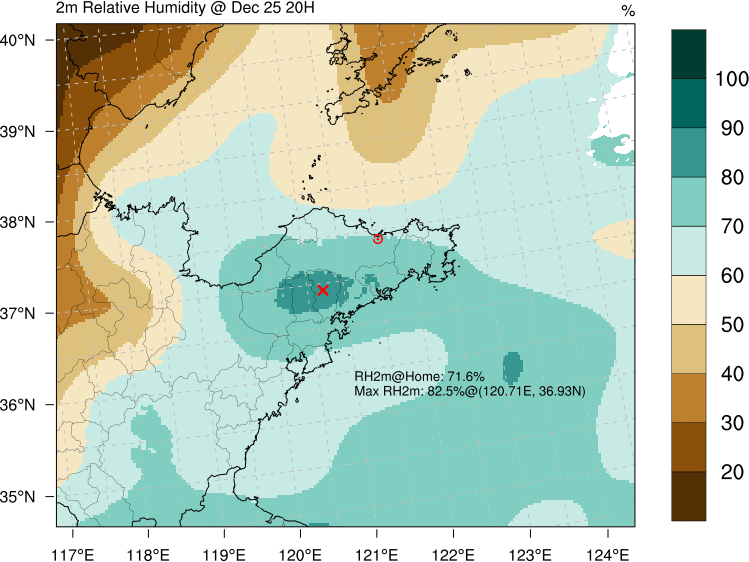 2m Relative Humidity @ Dec 25 20H
%
40°N
39°N
38°N
37°N
36°N
35°N
RH2m@Home: 71.6%
Max RH2m: 82.5%@(120.71E, 36.93N)
117°E 118°E 119°E 120°E 121°E 122°E 123°E 124°E
100
90
80
70
60
50
40
30
20